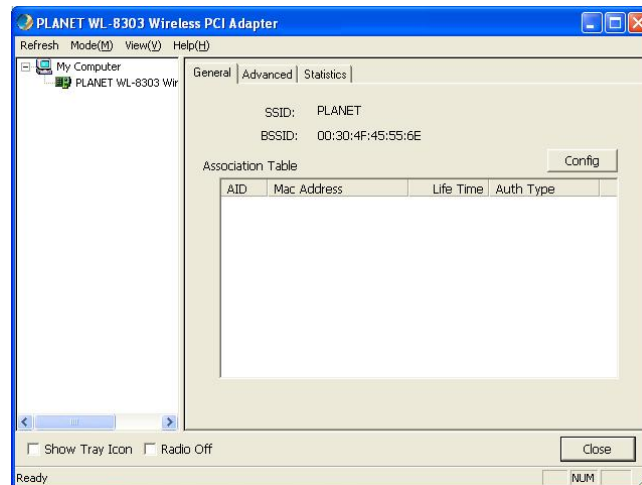 PLANET WL-8303 Wireless PCI Adapter
Refresh Mode(M) View(V) Help(H)
My Computer
PLANET WL-8303 Wir
General Advanced Statistics
SSID: PLANET
BSSID: 00:30:4F:45:55:6E
Config
Association Table
AID Mac Address Life Time Auth Type
Show Tray Icon Radio Off
Close
Ready NUM